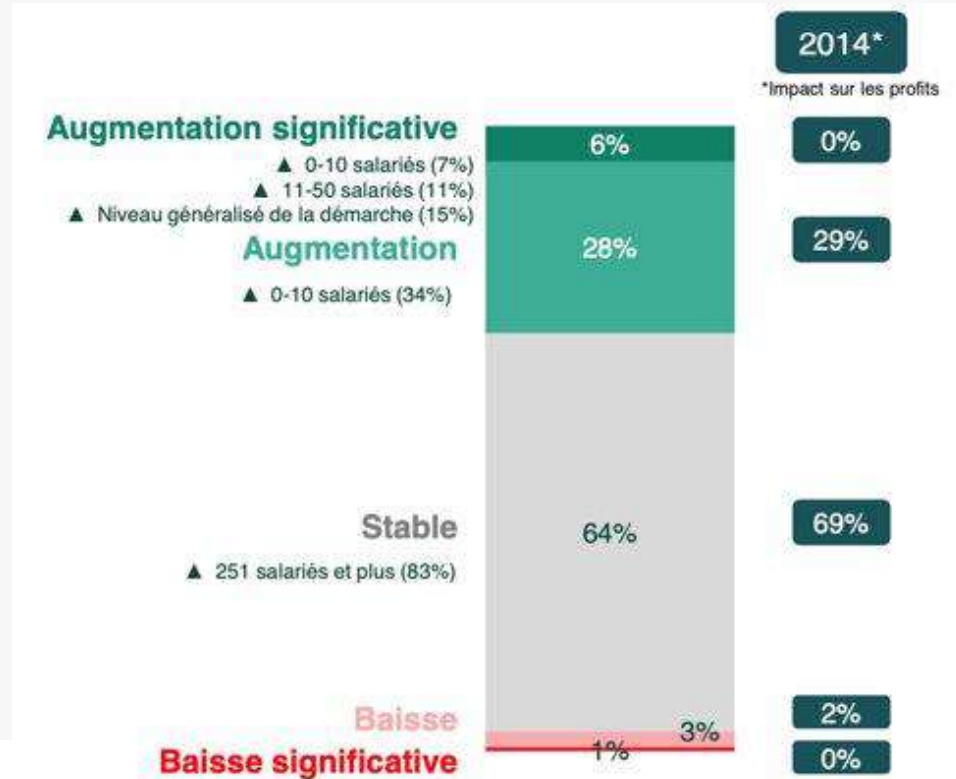 2014*
*Impact sur les profits
Augmentation significative
6%
0%
▲ 0-10 salariés (7%)
▲ 11-50 salariés (11%)
▲ Niveau généralisé de la démarche (15%)
Augmentation
28%
29%
▲ 0-10 salariés (34%)
Stable
64%
69%
▲ 251 salariés et plus (83%)
Baisse
3%
2%
Baisse significative
1%
0%